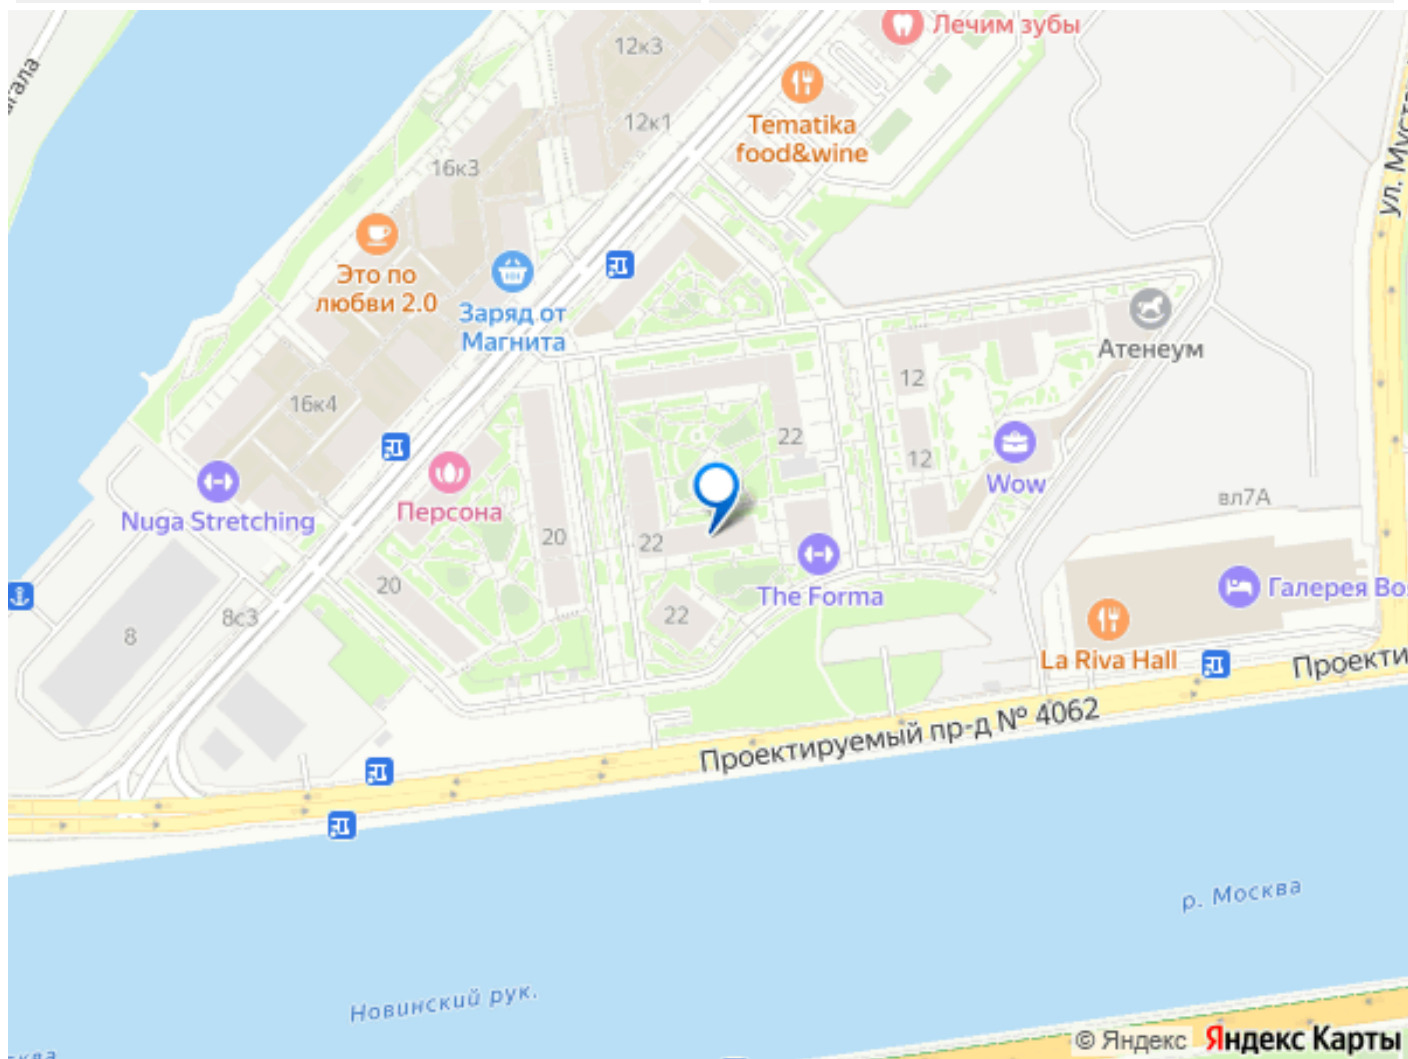 12к3
Лечим зубы
12к1
Tematika
food&wine
16к3
Это по
любви 2.0
Заряд от
Магнита
Атенеум
12
16к4
22
12
Wow
Nuga Stretching
Персона
вл7А
20
22
20
The Forma
8с3
22
8
La Riva Hall
Проектируемый пр-д № 4062
р. Москва
Новинский рук.
© Яндекс Яндекс Карты